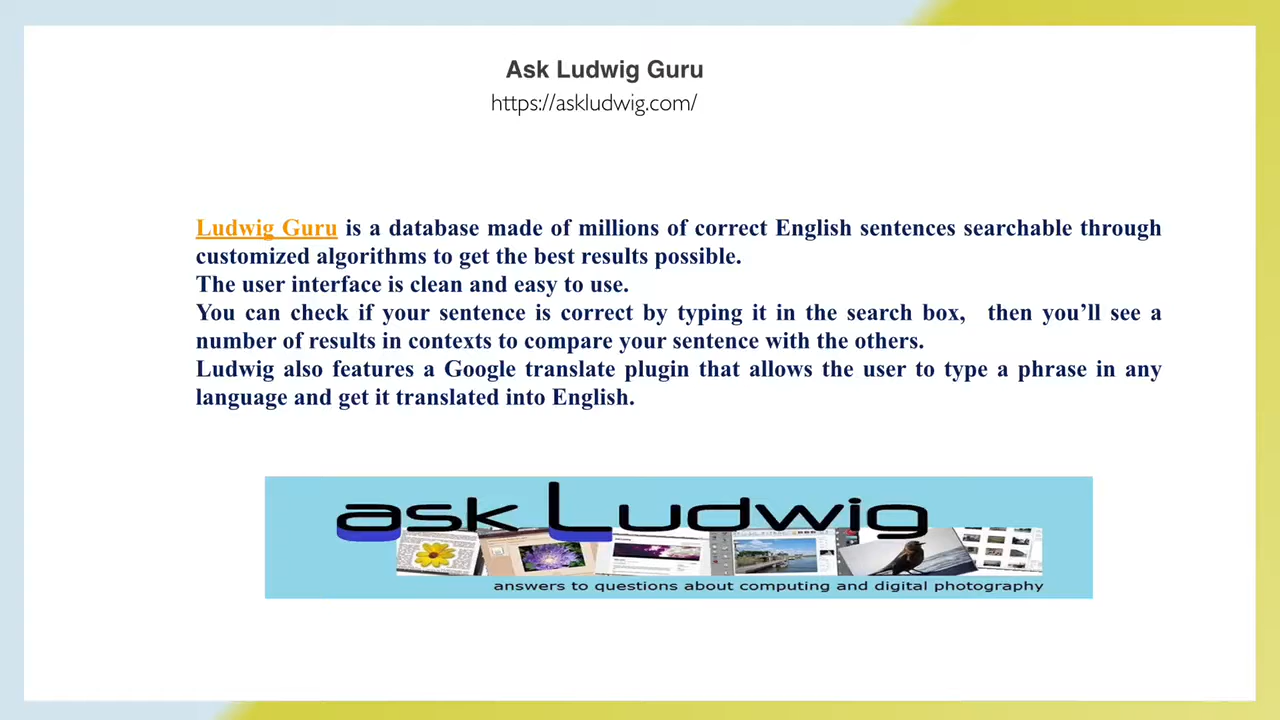 Ask Ludwig Guru
https://askludwig.com/
Ludwig Guru is a database made of millions of correct English sentences searchable through
customized algorithms to get the best results possible.
The user interface is clean and easy to use.
You can check if your sentence is correct by typing it in the search box, then you’ll see a
number of results in contexts to compare your sentence with the others.
Ludwig also features a Google translate plugin that allows the user to type a phrase in any
language and get it translated into English.
ask Ludwig
answers to questions about computing and digital photography